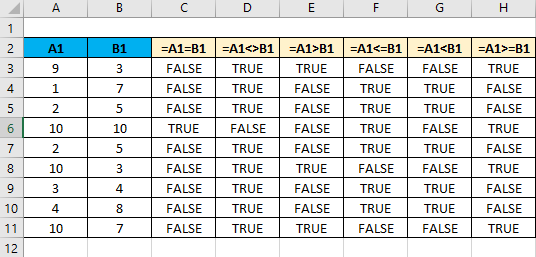 A B C D E F G H
1
2 A1 B1 =A1=B1 =A1<>B1 =A1>B1 =A1<=B1 =A1<B1 =A1>=B1
3 9 3 FALSE TRUE TRUE FALSE FALSE TRUE
4 1 7 FALSE TRUE FALSE TRUE TRUE FALSE
5 2 5 FALSE TRUE FALSE TRUE TRUE FALSE
6 10 10 TRUE FALSE FALSE TRUE FALSE TRUE
7 2 5 FALSE TRUE FALSE TRUE TRUE FALSE
8 10 3 FALSE TRUE TRUE FALSE FALSE TRUE
9 3 4 FALSE TRUE FALSE TRUE TRUE FALSE
10 4 8 FALSE TRUE FALSE TRUE TRUE FALSE
11 10 7 FALSE TRUE TRUE FALSE FALSE TRUE
12